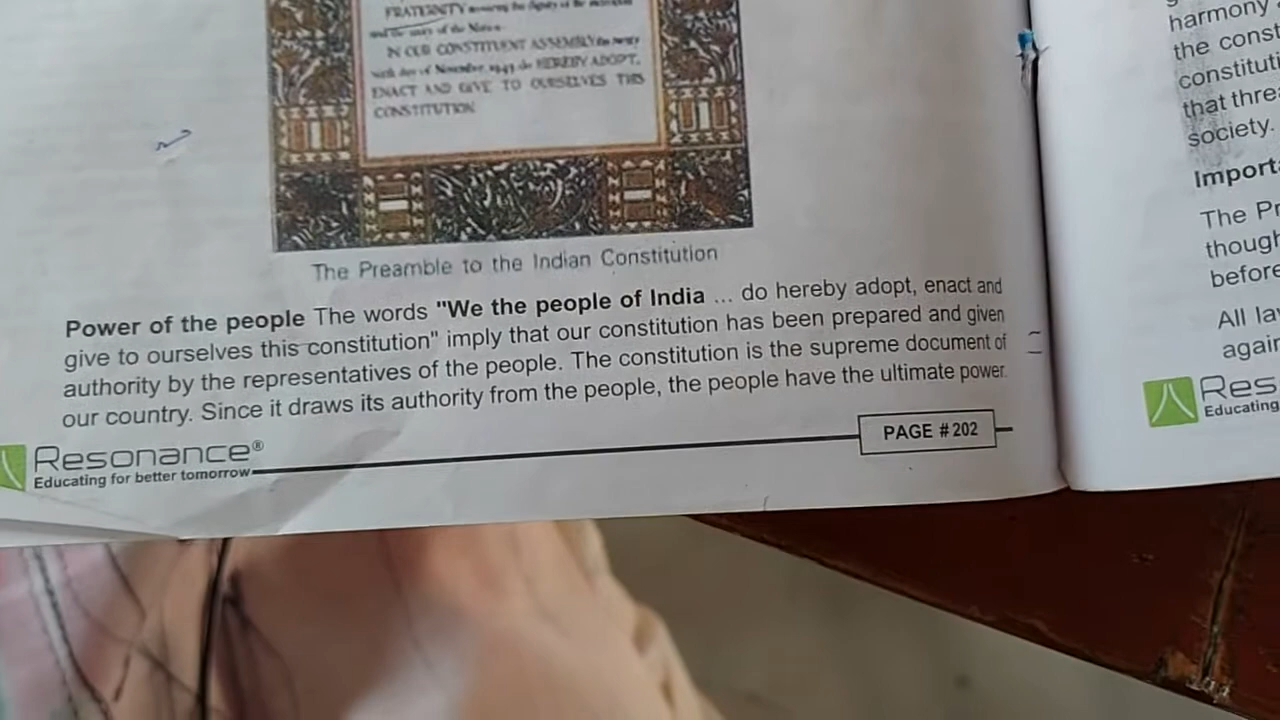 FRATERNITY assuring the dignity of the individual
and the unity of the Nation
IN OUR CONSTITUENT ASSEMBLY this
day of November, 1949 do HEREBY ADOPT,
ENACT AND GIVE TO OURSELVES THIS
CONSTITUTION
The Preamble to the Indian Constitution
Power of the people The words "We the people of India ... do hereby adopt, enact and
give to ourselves this constitution" imply that our constitution has been prepared and given
authority by the representatives of the people. The constitution is the supreme document of
our country. Since it draws its authority from the people, the people have the ultimate power.
Resonance®
Educating for better tomorrow
PAGE # 202
harmony
the const
constituti
that threa
society.
Importa
The Pr
though
before
All la
again
Res
Educating